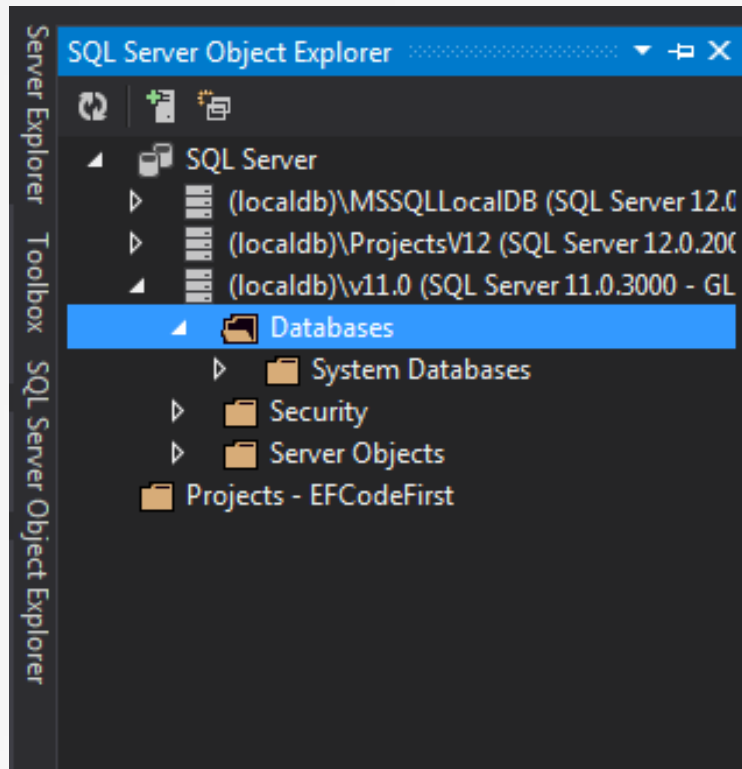 Server Explorer
Toolbox
SQL Server Object Explorer
SQL Server Object Explorer
SQL Server
(localdb)\MSSQLLocalDB (SQL Server 12.0
(localdb)\ProjectsV12 (SQL Server 12.0.200
(localdb)\v11.0 (SQL Server 11.0.3000 - GL
Databases
System Databases
Security
Server Objects
Projects - EFCodeFirst